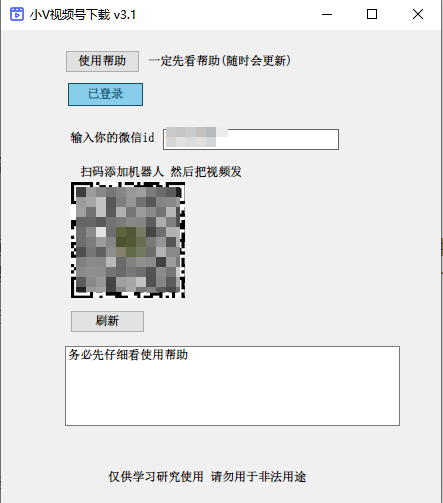 小V视频号下载 v3.1
使用帮助 一定先看帮助(随时会更新)
已登录
输入你的微信id
扫码添加机器人 然后把视频发
刷新
务必先仔细看使用帮助
仅供学习研究使用 请勿用于非法用途